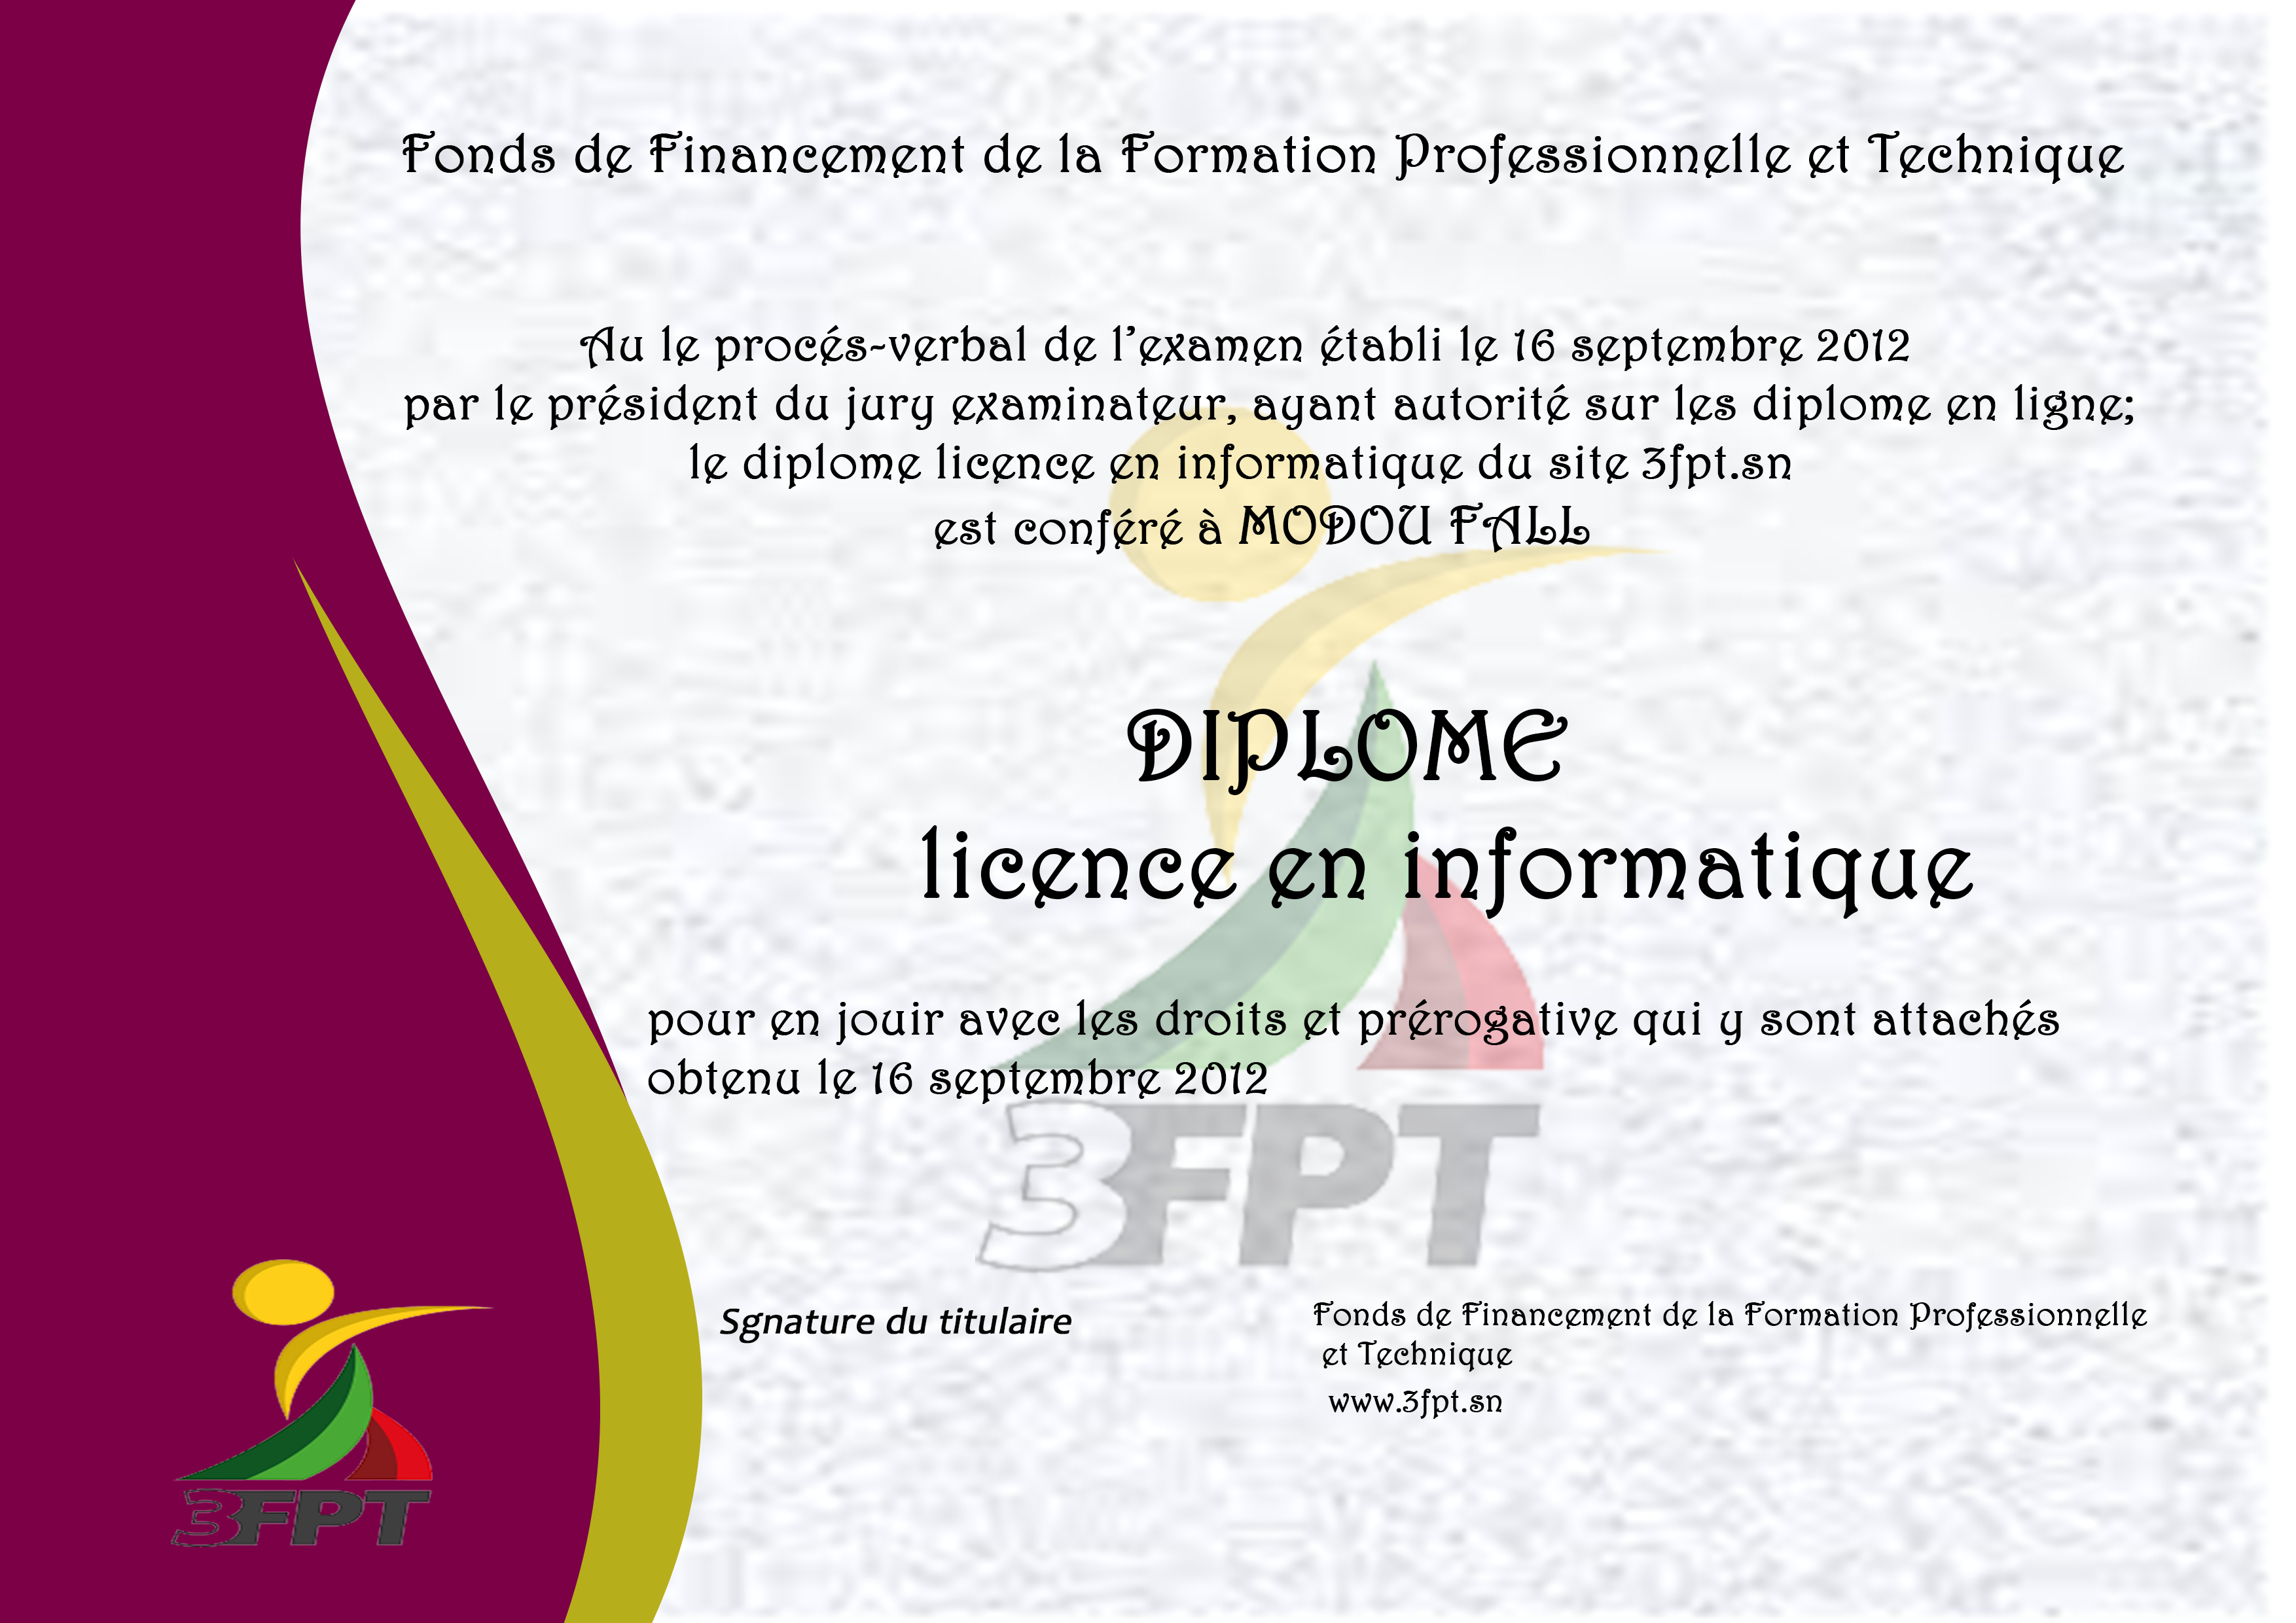 Fonds de Financement de la Formation Professionnelle et Technique
Au le procés-verbal de l'examen établi le 16 septembre 2012
par le président du jury examinateur, ayant autorité sur les diplome en ligne;
le diplome licence en informatique du site 3fpt.sn
est conféré à MODOU FALL
DIPLOME
licence en informatique
pour en jouir avec les droits et prérogative qui y sont attachés
obtenu le 16 septembre 2012
3FPT
Sgnature du titulaire
Fonds de Financement de la Formation Professionnelle
et Technique
www.3fpt.sn
3FPT